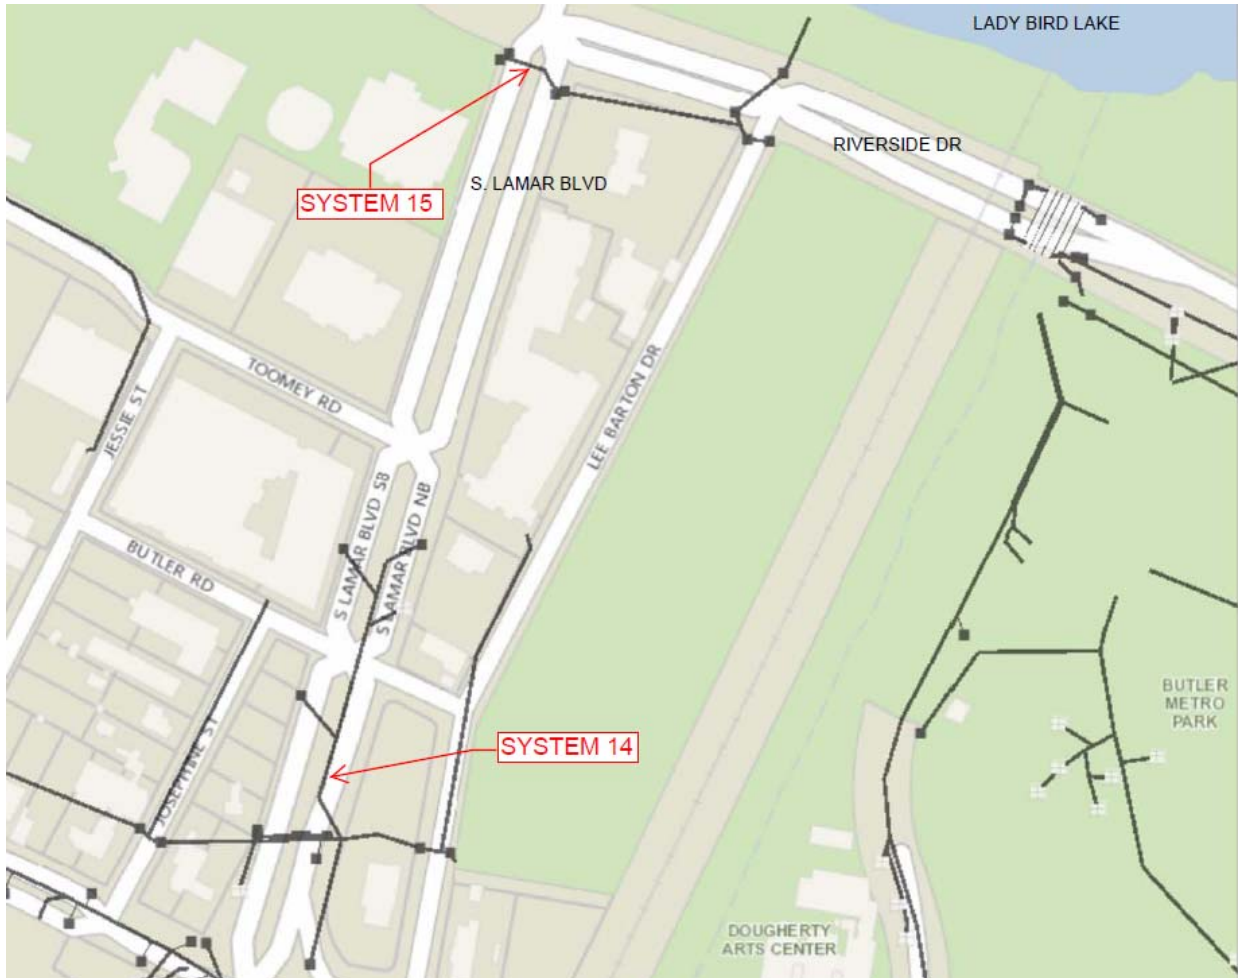 LADY BIRD LAKE
RIVERSIDE DR
S. LAMAR BLVD
SYSTEM 15
TOOMEY RD
JESSIE ST
LEE BARTON DR
S LAMAR BLVD SB
S LAMAR BLVD NB
BUTLER RD
BUTLER
METRO
PARK
JOSEPHINE ST
SYSTEM 14
DOUGHERTY
ARTS CENTER